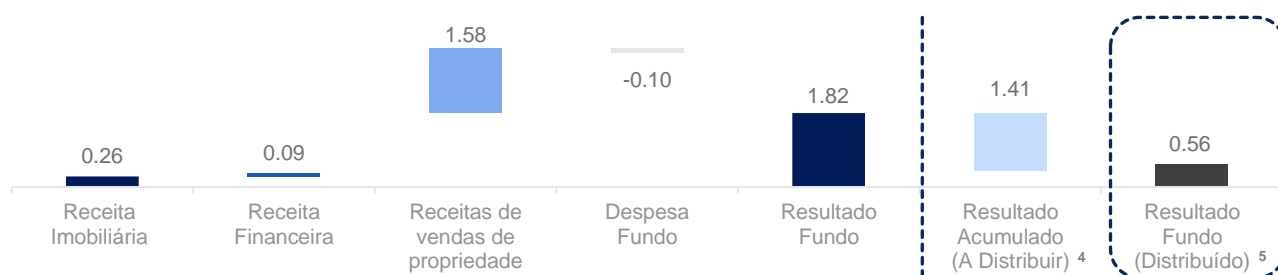 1.58
1.82
1.41
-0.10
0.56
0.26
0.09
Receita
Imobiliária
Receita
Financeira
Receitas de
vendas de
propriedade
Despesa
Fundo
Resultado
Fundo
Resultado
Acumulado
(A Distribuir) 4
Resultado
Fundo
(Distribuído) 5